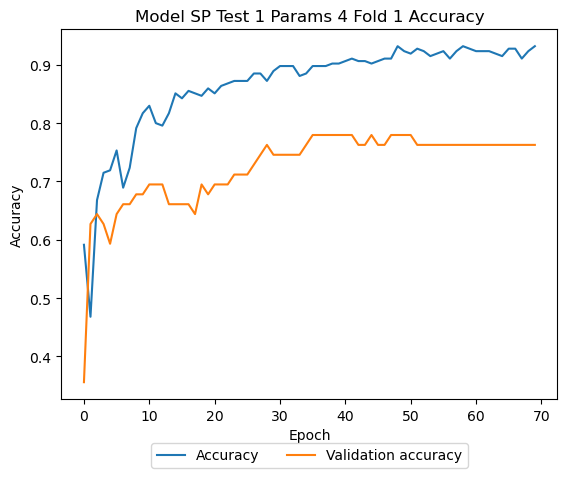 Model SP Test 1 Params 4 Fold 1 Accuracy
Accuracy
0.9
0.8
0.7
0.6
0.5
0.4
0 10 20 30 40 50 60 70
Epoch
Accuracy Validation accuracy